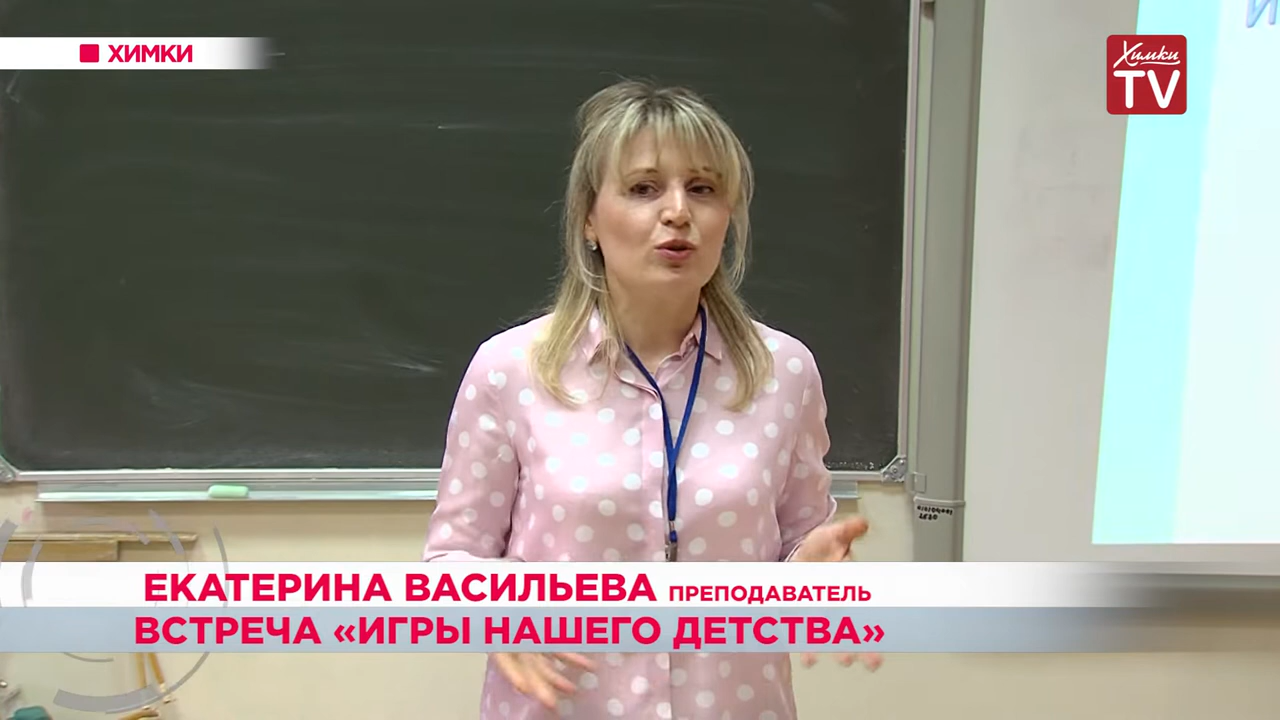 ХИМКИ
Химки
TV
И
ЕКАТЕРИНА ВАСИЛЬЕВА ПРЕПОДАВАТЕЛЬ
ВСТРЕЧА «ИГРЫ НАШЕГО ДЕТСТВА»